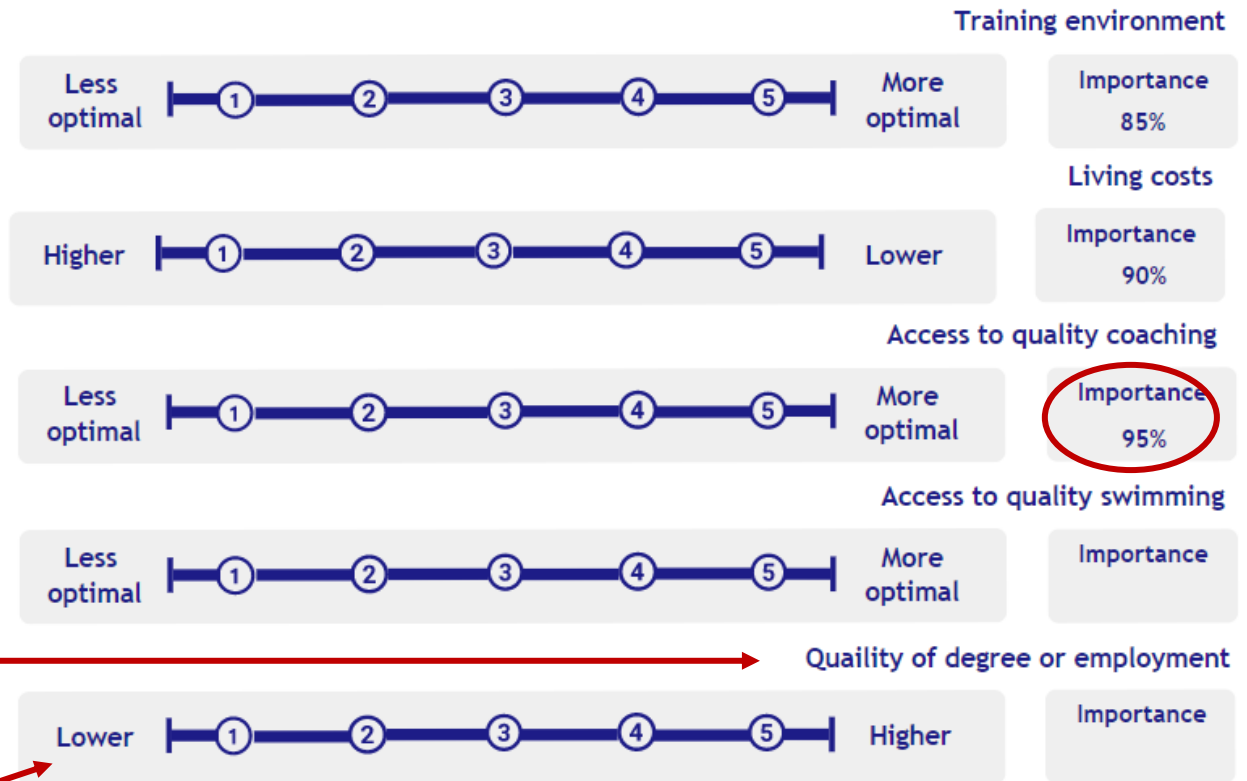 Training environment
Less optimal 1 2 3 4 5 More optimal
Importance
85%
Living costs
Higher 1 2 3 4 5 Lower
Importance
90%
Access to quality coaching
Less optimal 1 2 3 4 5 More optimal
Importance
95%
Access to quality swimming
Less optimal 1 2 3 4 5 More optimal
Importance
Quaility of degree or employment
Lower 1 2 3 4 5 Higher
Importance